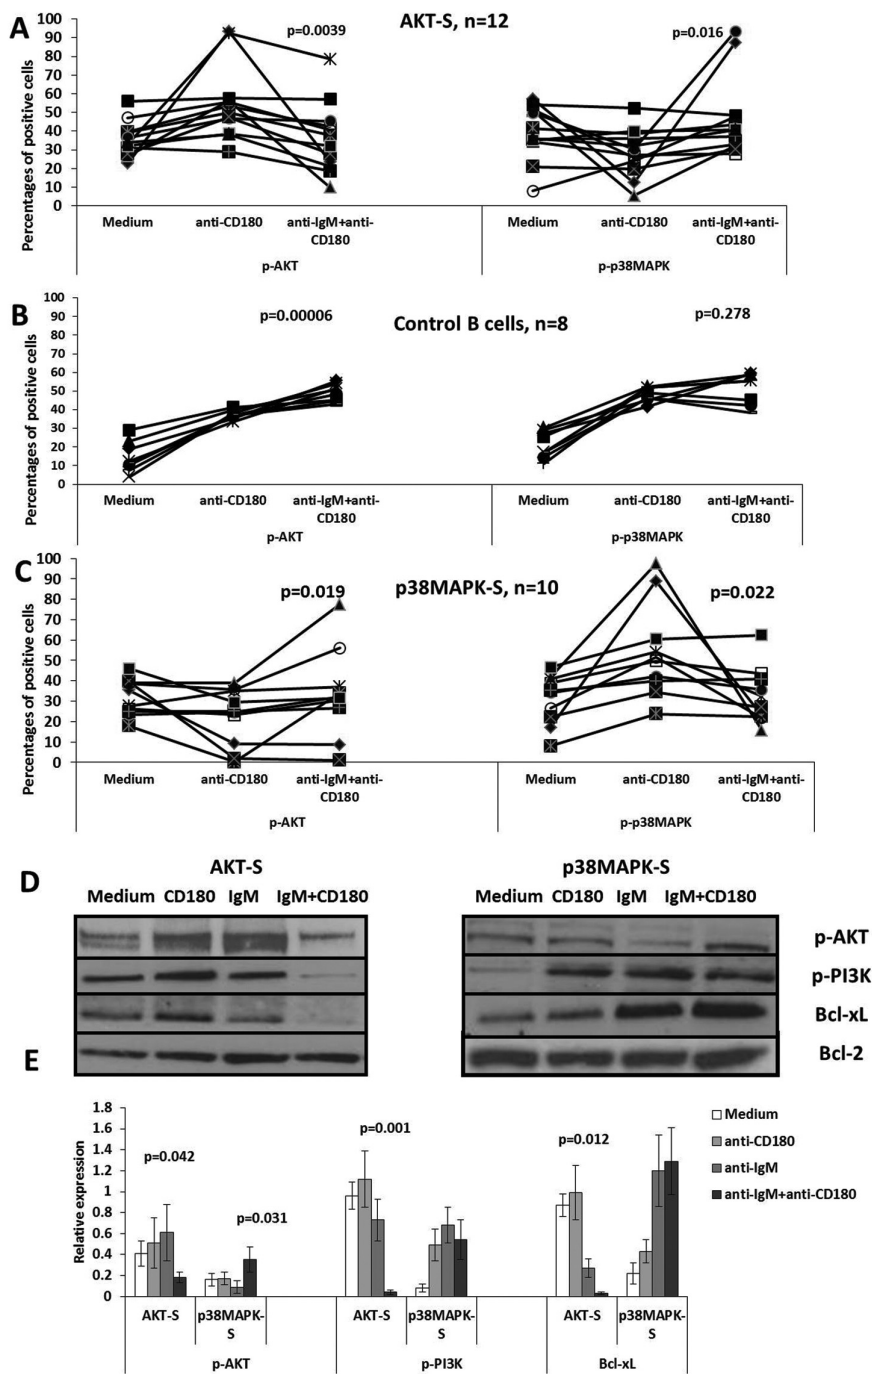 A
AKT-S, n=12
p=0.0039
p=0.016
Percentages of positive cells
100
90
80
70
60
50
40
30
20
10
0
Medium anti-CD180 anti-IgM+anti-CD180 Medium anti-CD180 anti-IgM+anti-CD180
p-AKT p-p38MAPK
B
Control B cells, n=8
p=0.00006
p=0.278
Percentages of positive cells
100
90
80
70
60
50
40
30
20
10
0
Medium anti-CD180 anti-IgM+anti-CD180 Medium anti-CD180 anti-IgM+anti-CD180
p-AKT p-p38MAPK
C
p38MAPK-S, n=10
p=0.019
p=0.022
Percentages of positive cells
100
90
80
70
60
50
40
30
20
10
0
Medium anti-CD180 anti-IgM+anti-CD180 Medium anti-CD180 anti-IgM+anti-CD180
p-AKT p-p38MAPK
D
AKT-S p38MAPK-S
Medium CD180 IgM IgM+CD180 Medium CD180 IgM IgM+CD180
p-AKT
p-PI3K
Bcl-xL
Bcl-2
E
Relative expression
1.8
1.6
1.4
1.2
1
0.8
0.6
0.4
0.2
0
p=0.042
p=0.031
p=0.001
p=0.012
Medium
anti-CD180
anti-IgM
anti-IgM+anti-CD180
AKT-S p38MAPK-S AKT-S p38MAPK-S AKT-S p38MAPK-S
p-AKT p-PI3K Bcl-xL